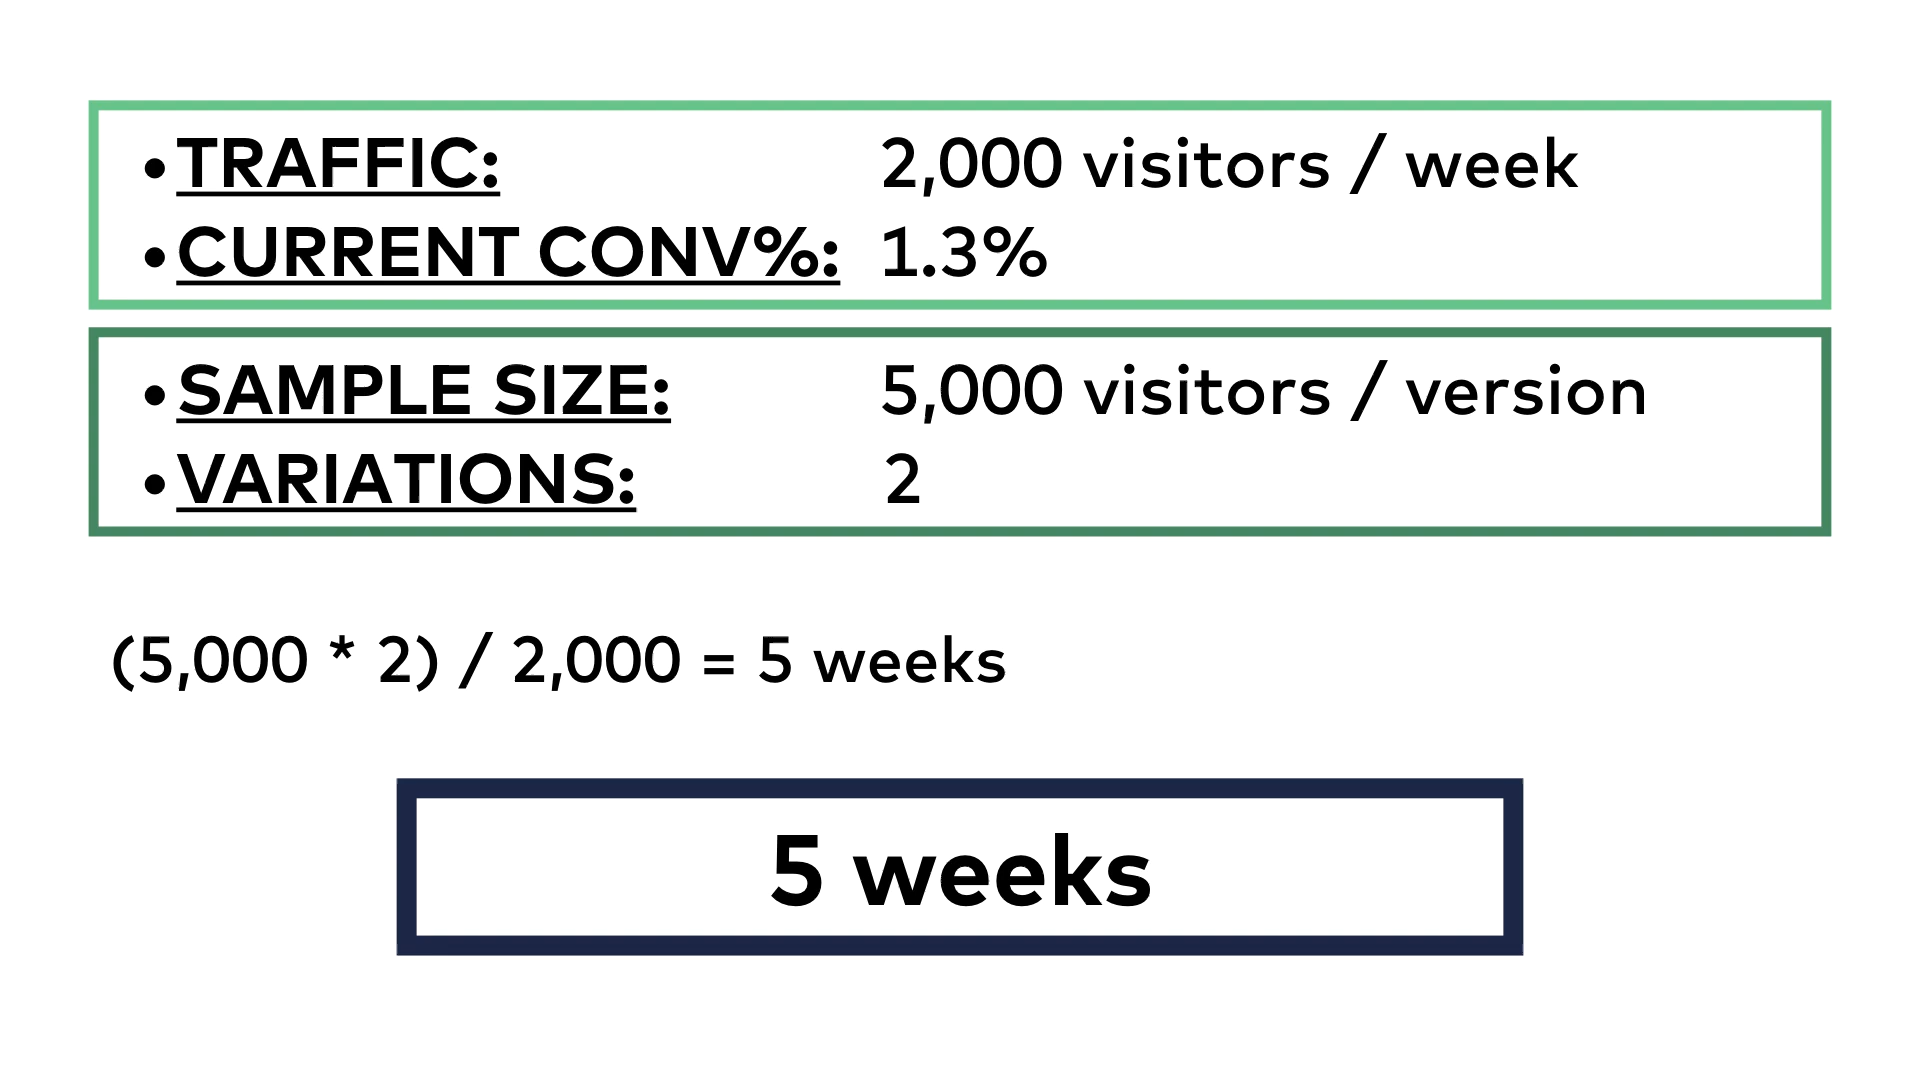 • TRAFFIC: 2,000 visitors / week
• CURRENT CONV%: 1.3%
• SAMPLE SIZE: 5,000 visitors / version
• VARIATIONS: 2
(5,000 * 2) / 2,000 = 5 weeks
5 weeks